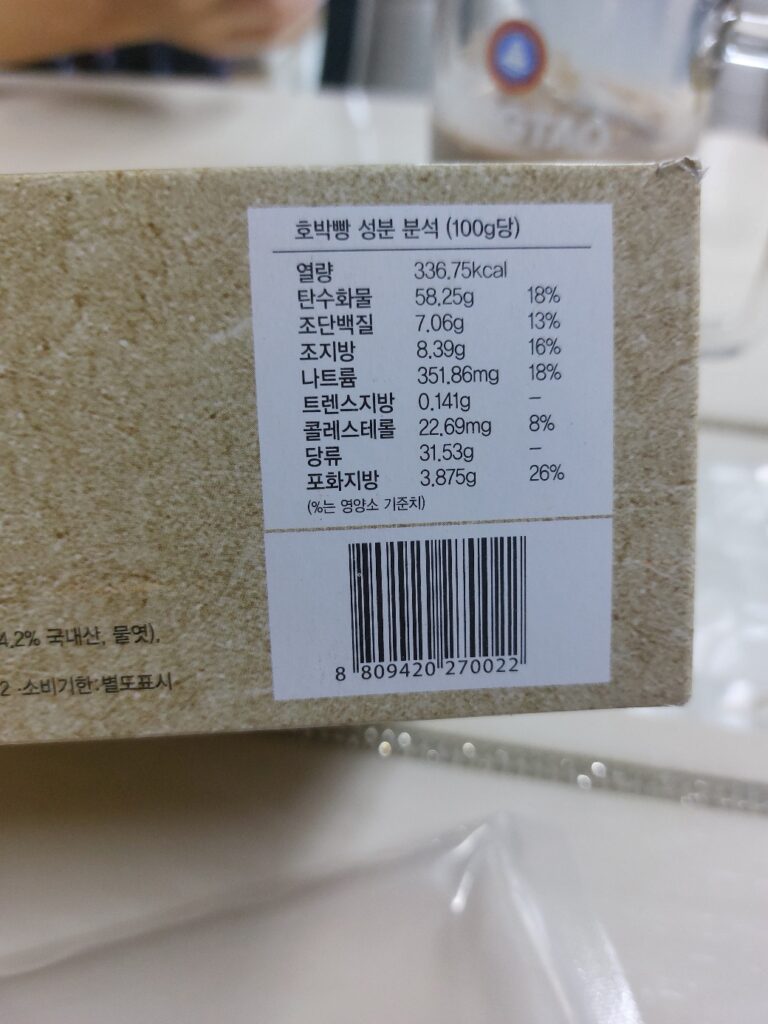 호박빵 성분 분석 (100g당)
열량 336.75kcal
탄수화물 58.25g 18%
조단백질 7.06g 13%
조지방 8.39g 16%
나트륨 351.86mg 18%
트렌스지방 0.141g –
콜레스테롤 22.69mg 8%
당류 31.53g –
포화지방 3.875g 26%
(%는 영양소 기준치)
4.2% 국내산, 물엿),
2 ·소비기한:별도표시
8 809420 270022